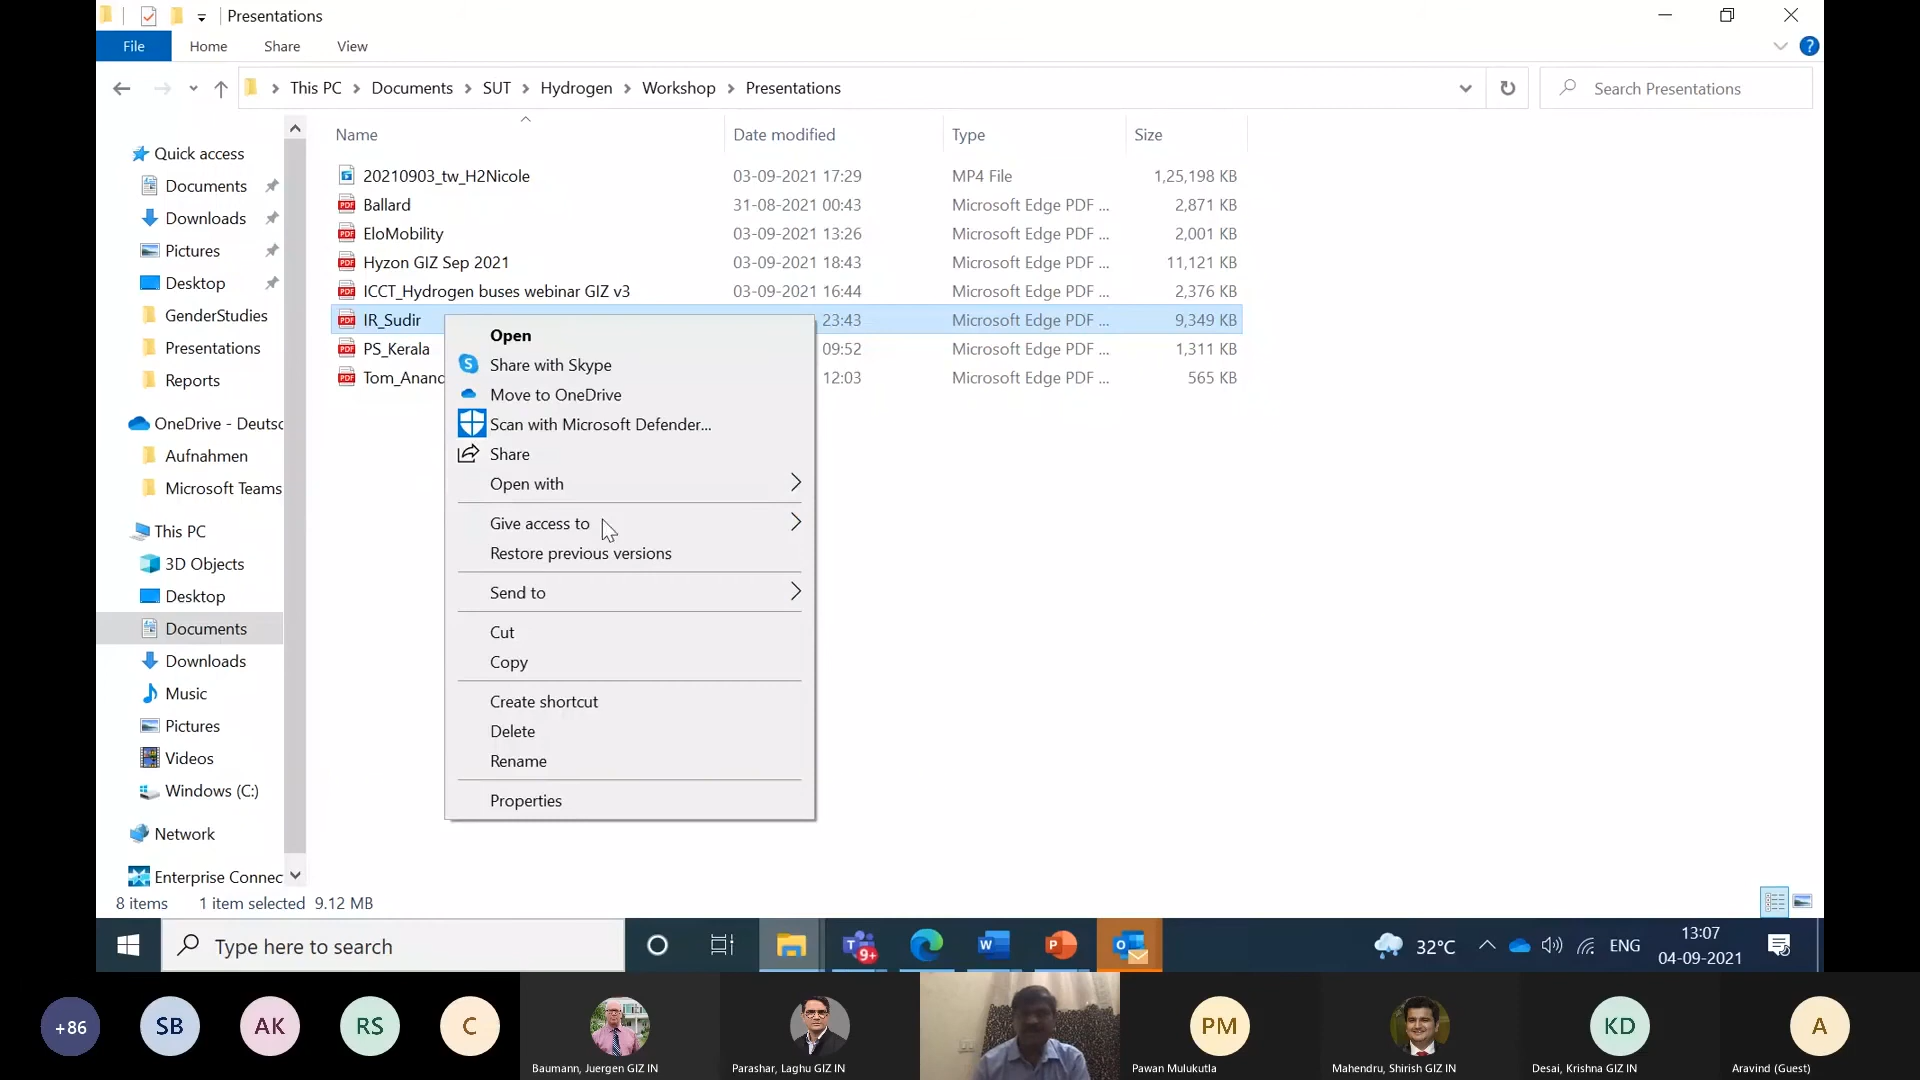 Presentations
File Home Share View
This PC Documents SUT Hydrogen Workshop Presentations
Search Presentations
Name Date modified Type Size
Quick access
Documents
Downloads
Pictures
Desktop
GenderStudies
Presentations
Reports
OneDrive - Deutsc
Aufnahmen
Microsoft Teams
This PC
3D Objects
Desktop
Documents
Downloads
Music
Pictures
Videos
Windows (C:)
Network
Enterprise Connec
20210903_tw_H2Nicole 03-09-2021 17:29 MP4 File 1,25,198 KB
Ballard 31-08-2021 00:43 Microsoft Edge PDF ... 2,871 KB
EloMobility 03-09-2021 13:26 Microsoft Edge PDF ... 2,001 KB
Hyzon GIZ Sep 2021 03-09-2021 18:43 Microsoft Edge PDF ... 11,121 KB
ICCT_Hydrogen buses webinar GIZ v3 03-09-2021 16:44 Microsoft Edge PDF ... 2,376 KB
IR_Sudir 23:43 Microsoft Edge PDF ... 9,349 KB
PS_Kerala 09:52 Microsoft Edge PDF ... 1,311 KB
Tom_Anand 12:03 Microsoft Edge PDF ... 565 KB
Open
Share with Skype
Move to OneDrive
Scan with Microsoft Defender...
Share
Open with
Give access to
Restore previous versions
Send to
Cut
Copy
Create shortcut
Delete
Rename
Properties
8 items 1 item selected 9.12 MB
Type here to search
9+
32°C
ENG
13:07
04-09-2021
+86 SB AK RS C PM KD A
Baumann, Juergen GIZ IN
Parashar, Laghu GIZ IN
Pawan Mulukutla
Mahendru, Shirish GIZ IN
Desai, Krishna GIZ IN
Aravind (Guest)